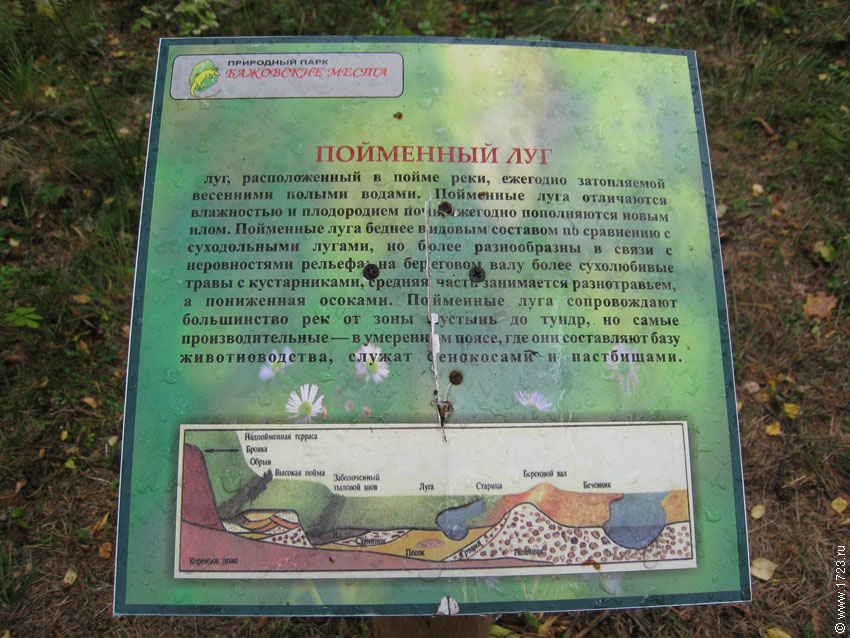 ПРИРОДНЫЙ ПАРК
БАЖОВСКИЕ МЕСТА
ПОЙМЕННЫЙ ЛУГ
луг, расположенный в пойме реки, ежегодно затопляемой
весенними полыми водами. Пойменные луга отличаются
влажностью и плодородием почв, ежегодно пополняются новым
илом. Пойменные луга беднее видовым составом по сравнению с
суходольными лугами, но более разнообразны в связи с
неровностями рельефа: на береговом валу более сухолюбивые
травы с кустарниками, средняя часть занимается разнотравьем,
а пониженная осоками. Пойменные луга сопровождают
большинство рек от зоны пустынь до тундр, но самые
производительные — в умеренном поясе, где они составляют базу
животноводства, служат сенокосами и пастбищами.
Надпойменная терраса
Бровка
Обрыв
Высокая пойма
Заболоченный
тыловой шов
Луга
Старица
Береговой вал
Бечевник
Суглинок
Песок
Гравий
Галечник
Коренное ложе
© www.1723.ru